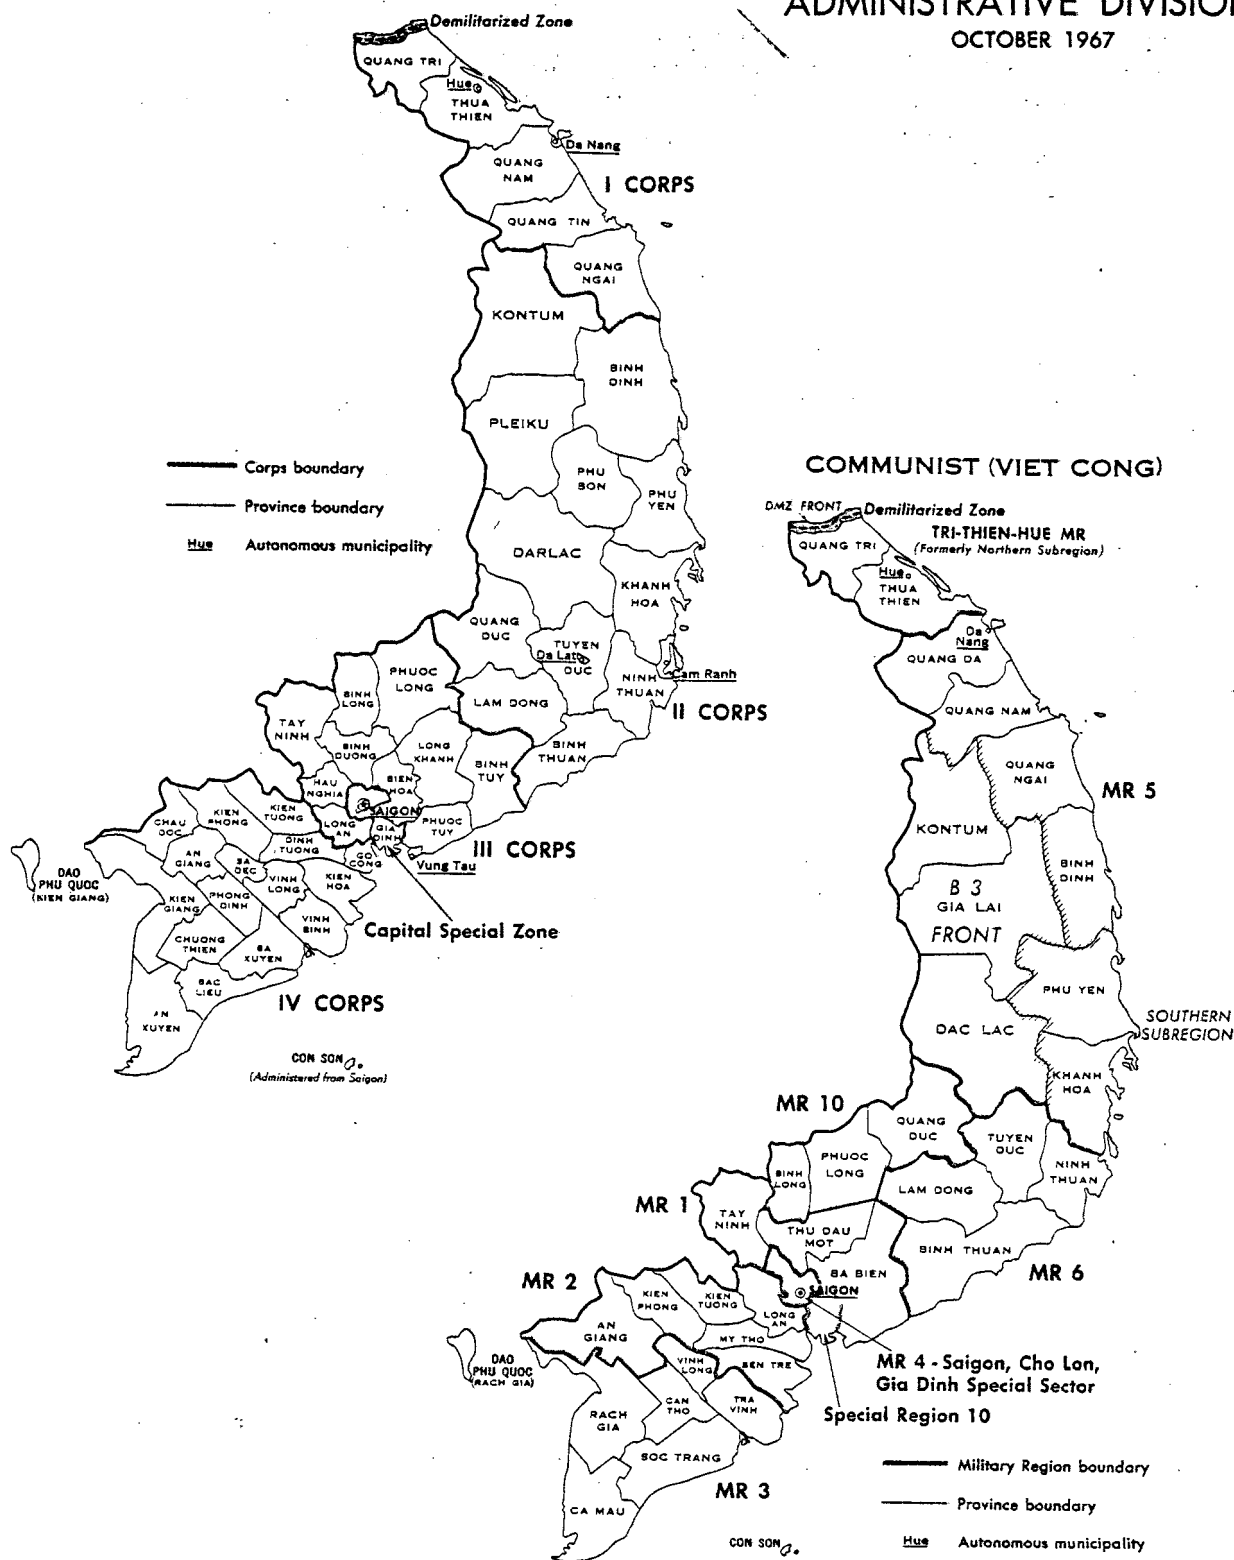 ADMINISTRATIVE DIVISION
OCTOBER 1967
Demilitarized Zone
QUANG TRI
Hue
THUA
THIEN
Da Nang
QUANG
NAM
I CORPS
QUANG TIN
QUANG
NGAI
KONTUM
BINH
DINH
PLEIKU
PHU
BON
PHU
YEN
DARLAC
KHANH
HOA
QUANG
DUC
TUYEN
Da Lat
DUC
NINH
THUAN
Cam Ranh
II CORPS
PHUOC
LONG
BINH
LONG
LAM DONG
TAY
NINH
BINH
DUONG
LONG
KHANH
BINH
TUY
BINH
THUAN
HAU
NGHIA
BIEN
HOA
SAIGON
LONG
AN
GIA
DINH
PHUOC
TUY
III CORPS
Vung Tau
CHAU
DOC
KIEN
PHONG
KIEN
TUONG
DINH
TUONG
GO
CONG
AN
GIANG
SA
DEC
VINH
LONG
KIEN
HOA
DAO
PHU QUOC
(KIEN GIANG)
KIEN
GIANG
PHONG
DINH
VINH
BINH
CHUONG
THIEN
BA
XUYEN
Capital Special Zone
BAC
LIEU
IV CORPS
AN
XUYEN
CON SON
(Administered from Saigon)
Corps boundary
Province boundary
Hue Autonomous municipality
COMMUNIST (VIET CONG)
DMZ FRONT
Demilitarized Zone
TRI-THIEN-HUE MR
(Formerly Northern Subregion)
QUANG TRI
Hue
THUA
THIEN
Da
Nang
QUANG DA
QUANG NAM
QUANG
NGAI
MR 5
KONTUM
BINH
DINH
B 3
GIA LAI
FRONT
PHU YEN
DAC LAC
SOUTHERN
SUBREGION
KHANH
HOA
MR 10
QUANG
DUC
TUYEN
DUC
PHUOC
LONG
BINH
LONG
NINH
THUAN
LAM DONG
MR 1
TAY
NINH
THU DAU
MOT
BINH THUAN
MR 6
BA BIEN
SAIGON
MR 2
KIEN
PHONG
KIEN
TUONG
LONG
AN
AN
GIANG
MY THO
VINH
LONG
BEN TRE
DAO
PHU QUOC
(RACH GIA)
MR 4 - Saigon, Cho Lon,
Gia Dinh Special Sector
CAN
THO
TRA
VINH
RACH
GIA
Special Region 10
SOC TRANG
MR 3
CA MAU
CON SON
Military Region boundary
Province boundary
Hue Autonomous municipality